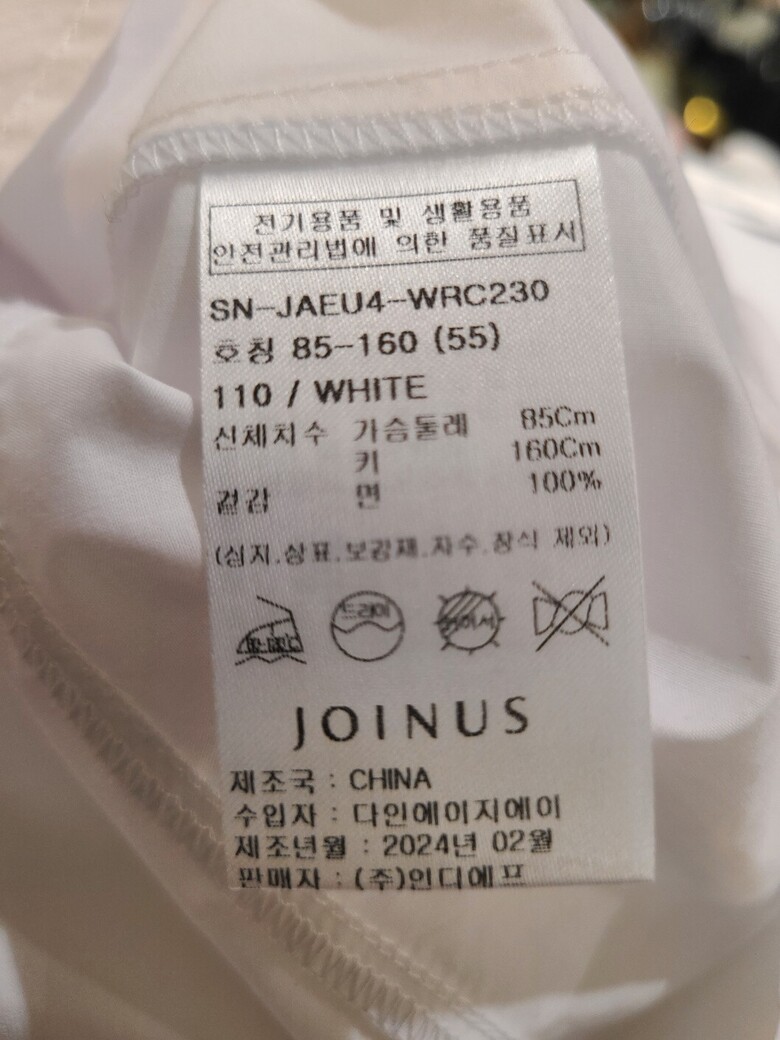 전기용품 및 생활용품
안전관리법에 의한 품질표시
SN-JAEU4-WRC230
호칭 85-160 (55)
110 / WHITE
신체치수 가슴둘레 85Cm
키 160Cm
겉감 면 100%
(심지.상표.보강재.자수.장식 제외)
드라이
JOINUS
제조국 : CHINA
수입자 : 다인에이지에이
제조년월 : 2024년 02월
판매자 : (주)인디에프